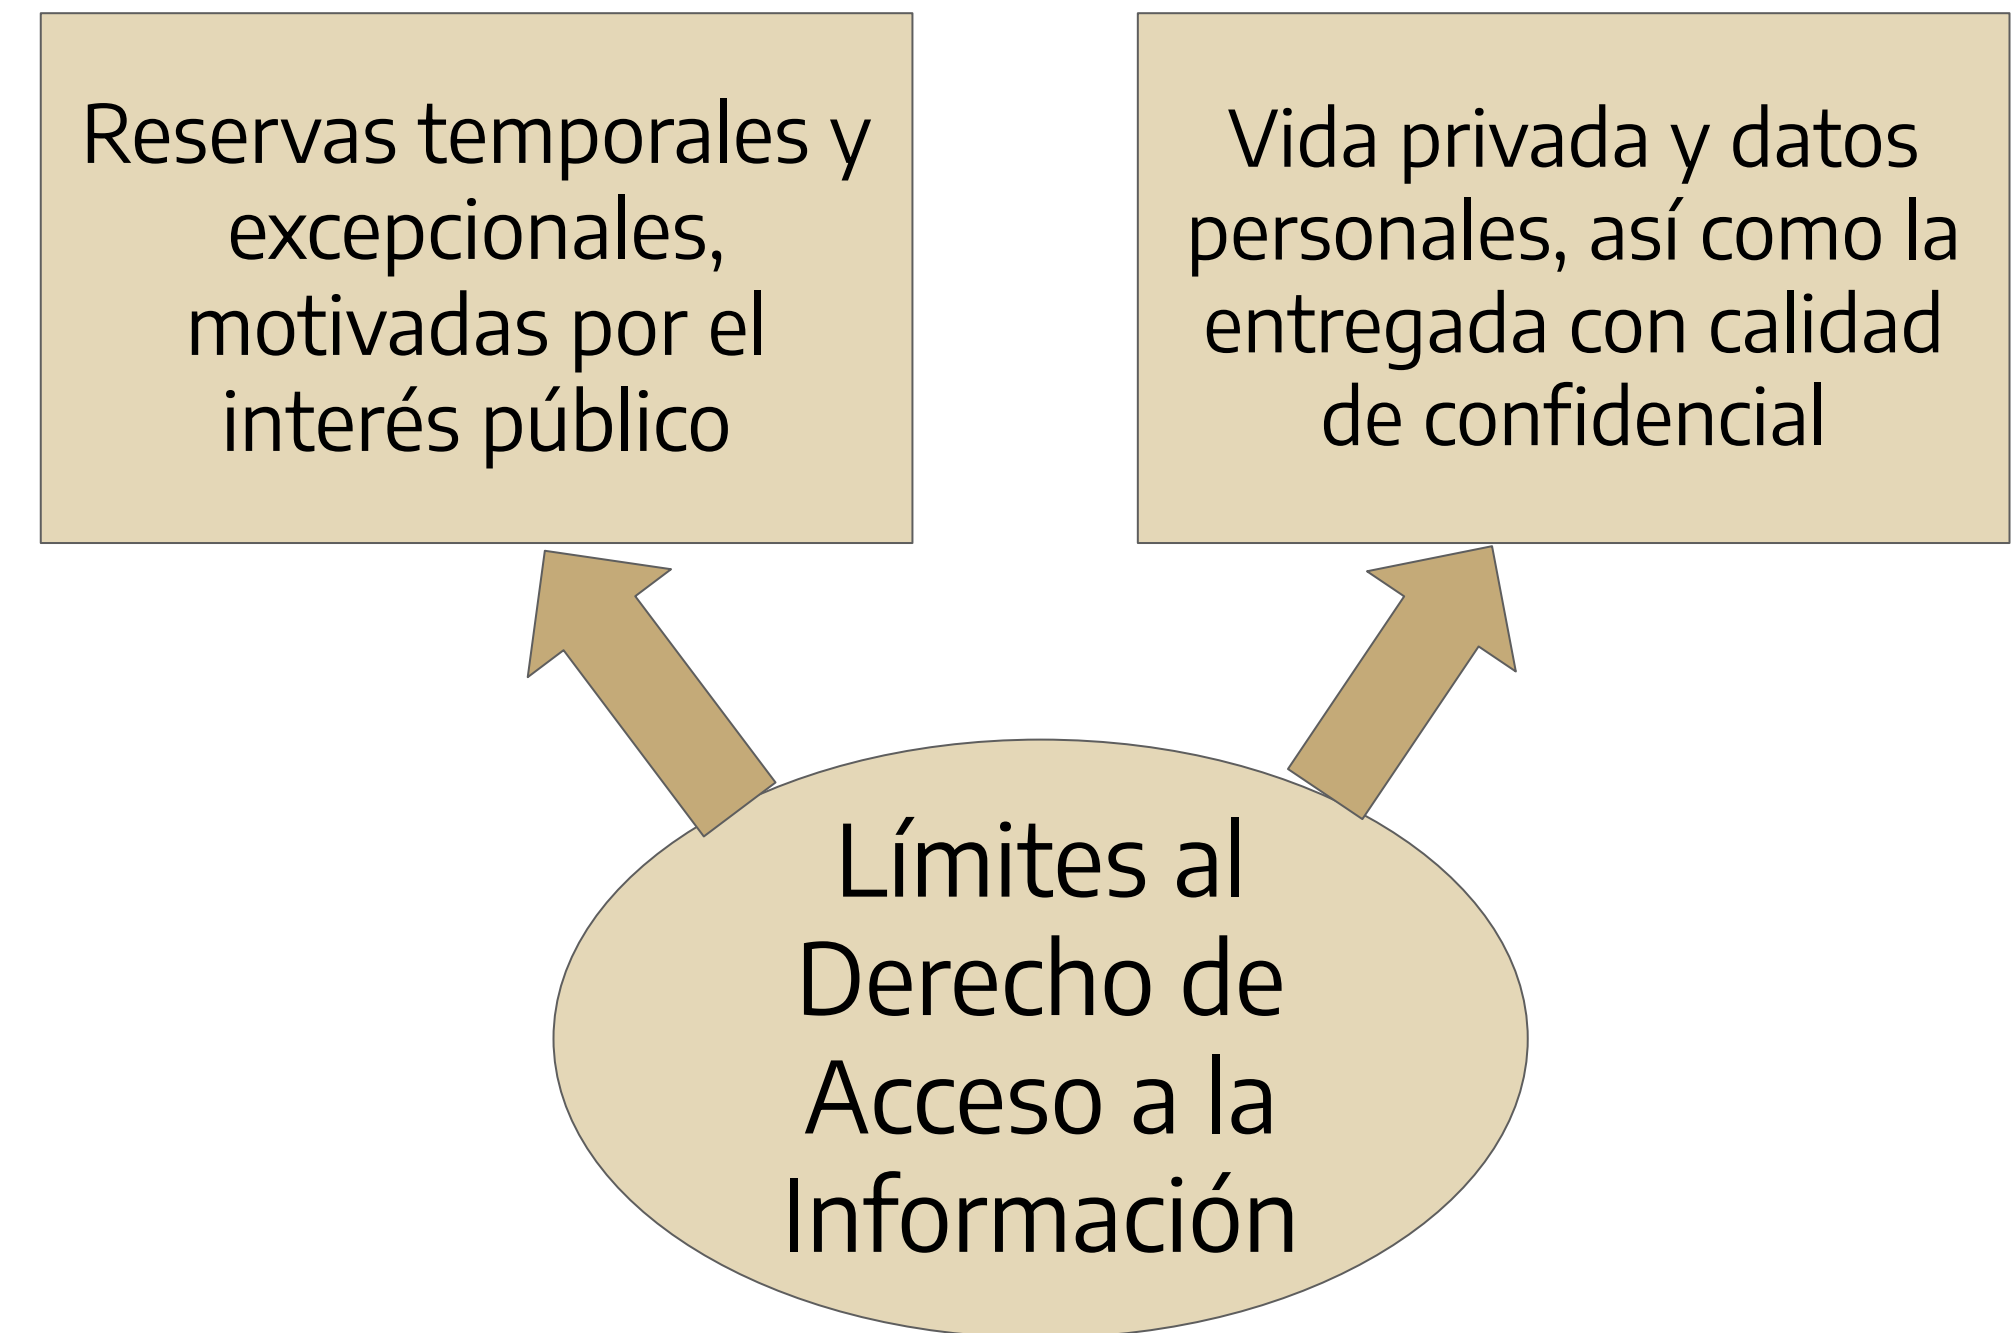 Reservas temporales y
excepcionales,
motivadas por el
interés público
Vida privada y datos
personales, así como la
entregada con calidad
de confidencial
Límites al
Derecho de
Acceso a la
Información